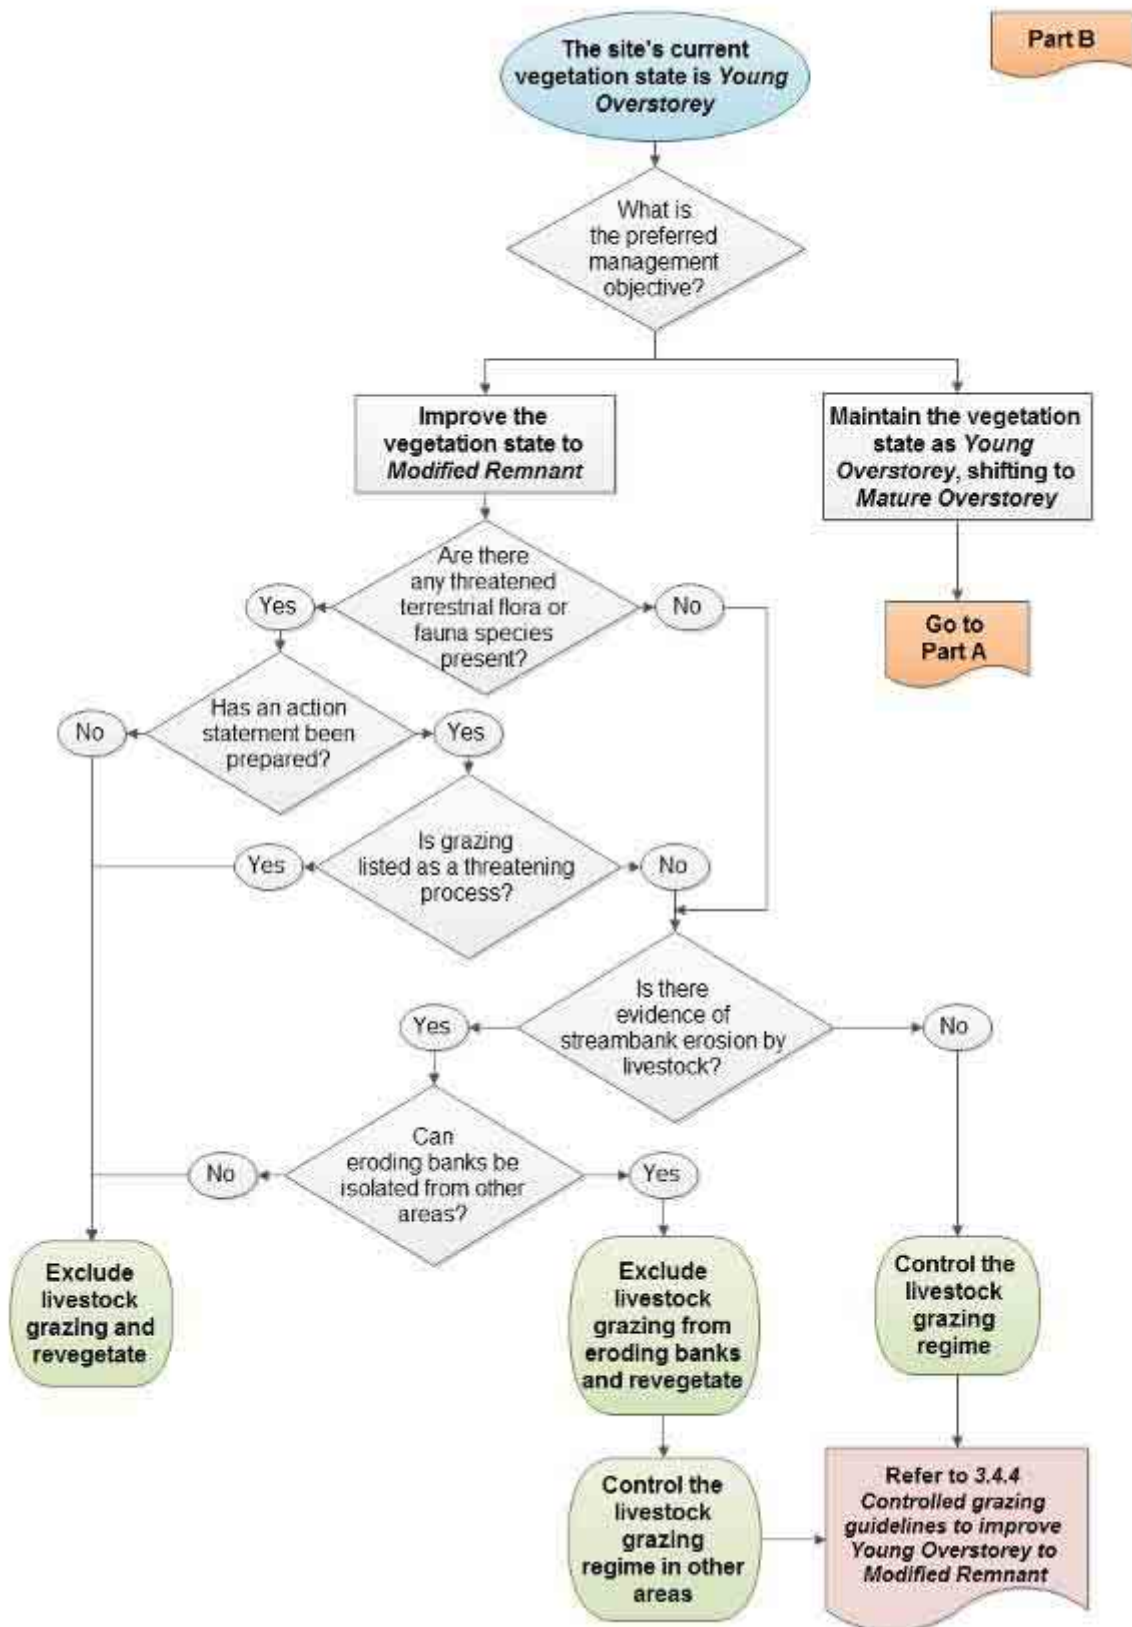 Part B
The site's current
vegetation state is Young
Overstorey
What is
the preferred
management
objective?
Improve the
vegetation state to
Modified Remnant
Maintain the vegetation
state as Young
Overstorey, shifting to
Mature Overstorey
Are there
any threatened
terrestrial flora or
fauna species
present?
Yes
No
Go to
Part A
Has an action
statement been
prepared?
No
Yes
Is grazing
listed as a threatening
process?
Yes
No
Is there
evidence of
streambank erosion by
livestock?
Yes
No
Can
eroding banks be
isolated from other
areas?
No
Yes
Exclude
livestock
grazing and
revegetate
Exclude
livestock
grazing from
eroding banks
and revegetate
Control the
livestock
grazing
regime
Control the
livestock
grazing
regime in other
areas
Refer to 3.4.4
Controlled grazing
guidelines to improve
Young Overstorey to
Modified Remnant